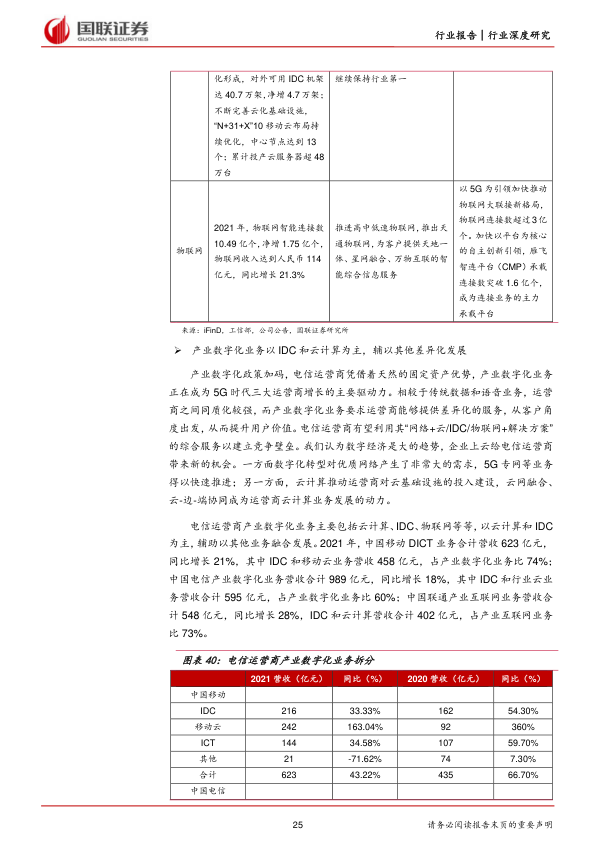 国联证券
GUOLIAN SECURITIES
行业报告│行业深度研究
化形成，对外可用 IDC 机架
达 40.7 万架，净增 4.7 万架；
不断完善云化基础设施，
“N+31+X”10 移动云布局持
续优化，中心节点达到 13
个；累计投产云服务器超 48
万台
继续保持行业第一
物联网
2021 年，物联网智能连接数
10.49 亿个，净增 1.75 亿个，
物联网收入达到人民币 114
亿元，同比增长 21.3%
推进高中低速物联网，推出天
通物联网，为客户提供天地一
体、星网融合、万物互联的智
能综合信息服务
以 5G 为引领加快推动
物联网大联接新格局，
物联网连接数超过 3 亿
个。加快以平台为核心
的自主创新引领，雁飞
智连平台（CMP）承载
连接数突破 1.6 亿个，
成为连接业务的主力
承载平台
来源：iFinD，工信部，公司公告，国联证券研究所
➢ 产业数字化业务以 IDC 和云计算为主，辅以其他差异化发展
产业数字化政策加码，电信运营商凭借着天然的固定资产优势，产业数字化业务
正在成为 5G 时代三大运营商增长的主要驱动力。相较于传统数据和语音业务，运营
商之间同质化较强，而产业数字化业务要求运营商能够提供差异化的服务，从客户角
度出发，从而提升用户价值。电信运营商有望利用其“网络+云/IDC/物联网+解决方案”
的综合服务以建立竞争壁垒。我们认为数字经济是大的趋势，企业上云给电信运营商
带来新的机会。一方面数字化转型对优质网络产生了非常大的需求，5G 专网等业务
得以快速推进；另一方面，云计算推动运营商对云基础设施的投入建设，云网融合、
云-边-端协同成为运营商云计算业务发展的动力。
电信运营商产业数字化业务主要包括云计算、IDC、物联网等等，以云计算和 IDC
为主，辅助以其他业务融合发展。2021 年，中国移动 DICT 业务合计营收 623 亿元，
同比增长 21%，其中 IDC 和移动云业务营收 458 亿元，占产业数字化业务比 74%；
中国电信产业数字化业务营收合计 989 亿元，同比增长 18%，其中 IDC 和行业云业
务营收合计 595 亿元，占产业数字化业务比 60%；中国联通产业互联网业务营收合
计 548 亿元，同比增长 28%，IDC 和云计算营收合计 402 亿元，占产业互联网业务
比 73%。
图表 40：电信运营商产业数字化业务拆分
2021 营收（亿元） 同比（%） 2020 营收（亿元） 同比（%）
中国移动
IDC 216 33.33% 162 54.30%
移动云 242 163.04% 92 360%
ICT 144 34.58% 107 59.70%
其他 21 -71.62% 74 7.30%
合计 623 43.22% 435 66.70%
中国电信
25
请务必阅读报告末页的重要声明